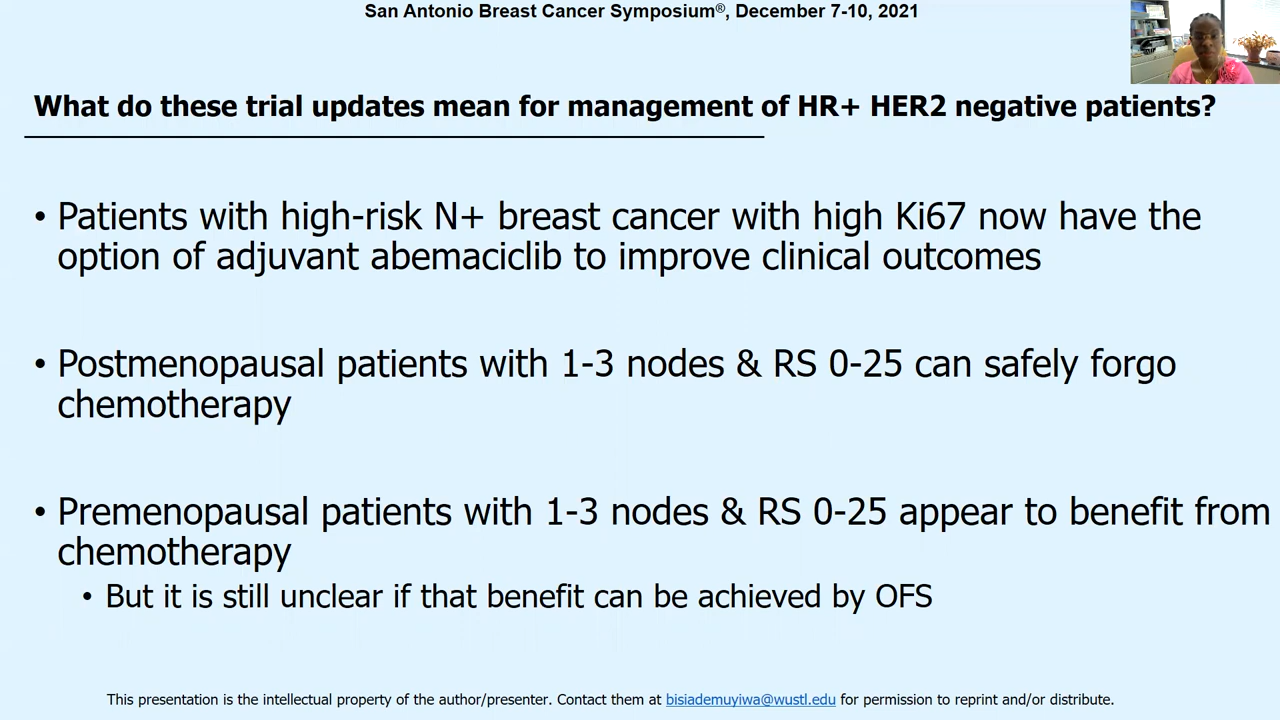 San Antonio Breast Cancer Symposium®, December 7-10, 2021
What do these trial updates mean for management of HR+ HER2 negative patients?
• Patients with high-risk N+ breast cancer with high Ki67 now have the
option of adjuvant abemaciclib to improve clinical outcomes
• Postmenopausal patients with 1-3 nodes & RS 0-25 can safely forgo
chemotherapy
• Premenopausal patients with 1-3 nodes & RS 0-25 appear to benefit from
chemotherapy
• But it is still unclear if that benefit can be achieved by OFS
This presentation is the intellectual property of the author/presenter. Contact them at bisiademuyiwa@wustl.edu for permission to reprint and/or distribute.